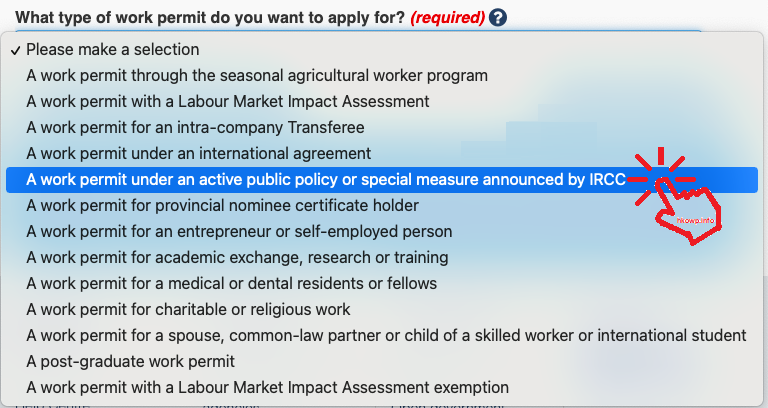 What type of work permit do you want to apply for? (required) ?
✓ Please make a selection
A work permit through the seasonal agricultural worker program
A work permit with a Labour Market Impact Assessment
A work permit for an intra-company Transferee
A work permit under an international agreement
A work permit under an active public policy or special measure announced by IRCC
hkowp.info
A work permit for provincial nominee certificate holder
A work permit for an entrepreneur or self-employed person
A work permit for academic exchange, research or training
A work permit for a medical or dental residents or fellows
A work permit for charitable or religious work
A work permit for a spouse, common-law partner or child of a skilled worker or international student
A post-graduate work permit
A work permit with a Labour Market Impact Assessment exemption